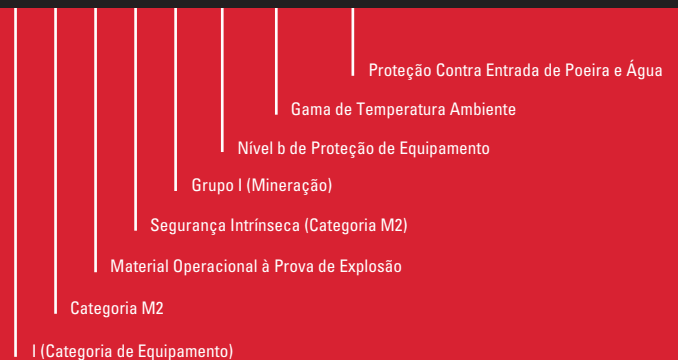 Proteção Contra Entrada de Poeira e Água
Gama de Temperatura Ambiente
Nível b de Proteção de Equipamento
Grupo I (Mineração)
Segurança Intrínseca (Categoria M2)
Material Operacional à Prova de Explosão
Categoria M2
I (Categoria de Equipamento)